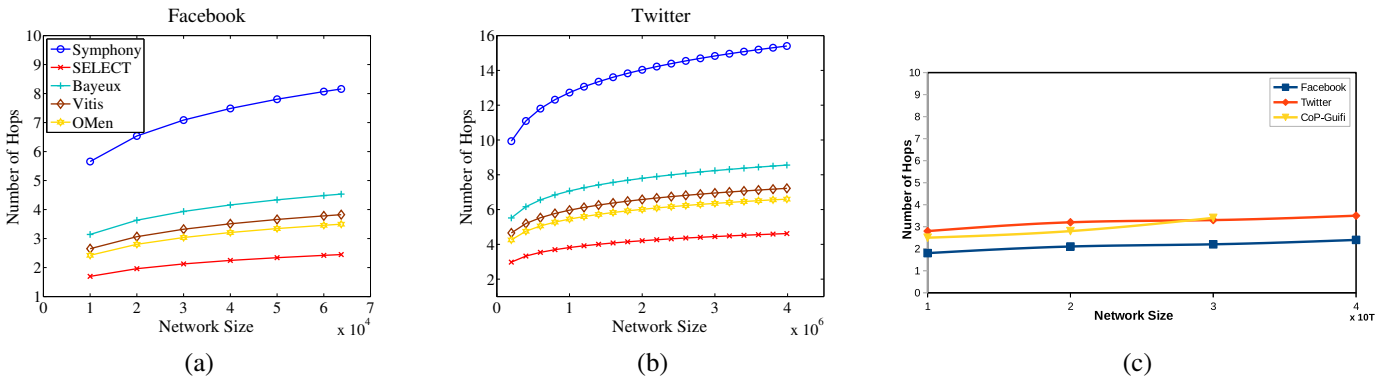 Facebook
10
9
8
7
6
5
4
3
2
1
Number of Hops
Symphony
SELECT
Bayeux
Vitis
OMen
0 1 2 3 4 5 6 7
Network Size
x 10^4
(a)
Twitter
16
14
12
10
8
6
4
2
Number of Hops
0 1 2 3 4
Network Size
x 10^6
(b)
10
9
8
7
6
5
4
3
2
1
0
Number of Hops
Facebook
Twitter
CoP-Guifi
1 2 3 4
Network Size
x 10T
(c)